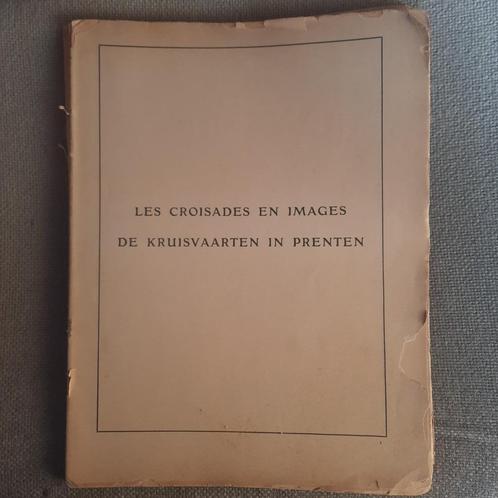 LES CROISADES EN IMAGES
DE KRUISVAARTEN IN PRENTEN